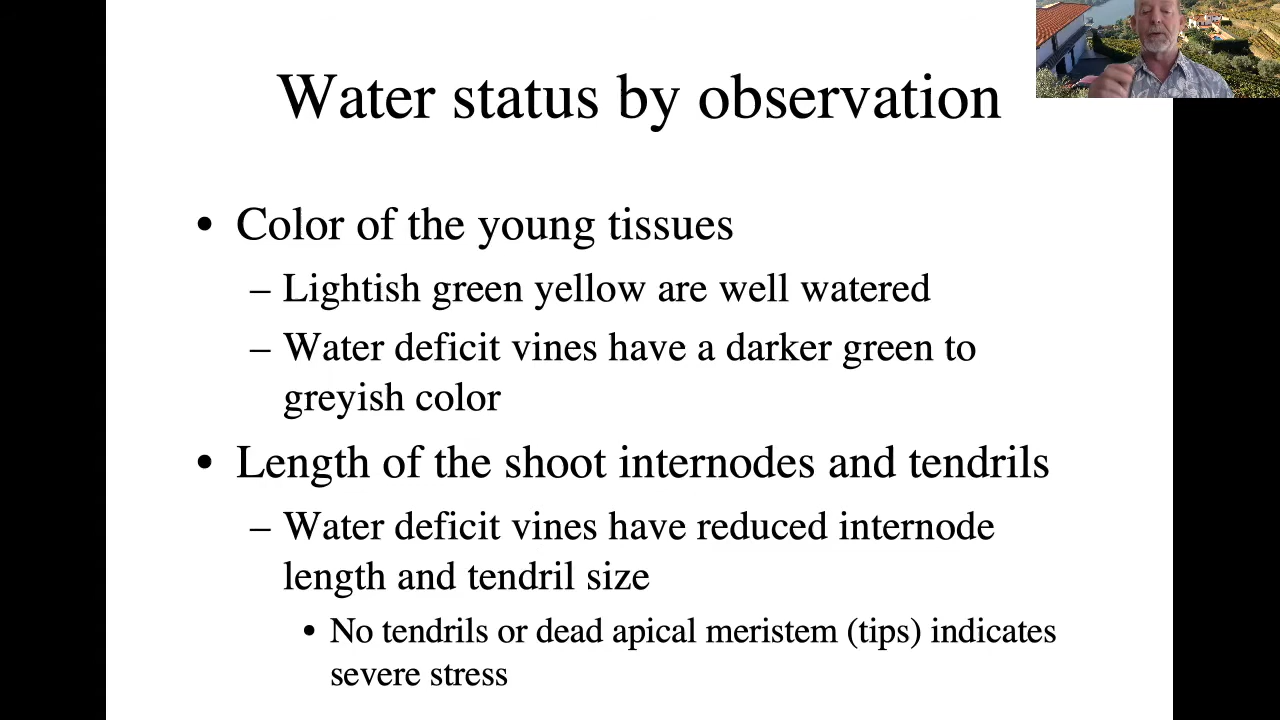 Water status by observation
• Color of the young tissues
– Lightish green yellow are well watered
– Water deficit vines have a darker green to
greyish color
• Length of the shoot internodes and tendrils
– Water deficit vines have reduced internode
length and tendril size
• No tendrils or dead apical meristem (tips) indicates
severe stress